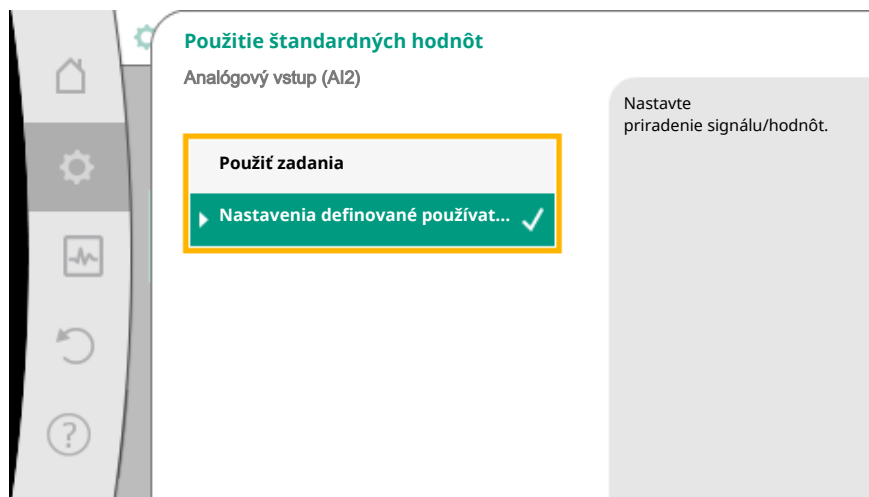 Použitie štandardných hodnôt
Analógový vstup (AI2)
Nastavte
priradenie signálu/hodnôt.
Použiť zadania
Nastavenia definované používat...
?